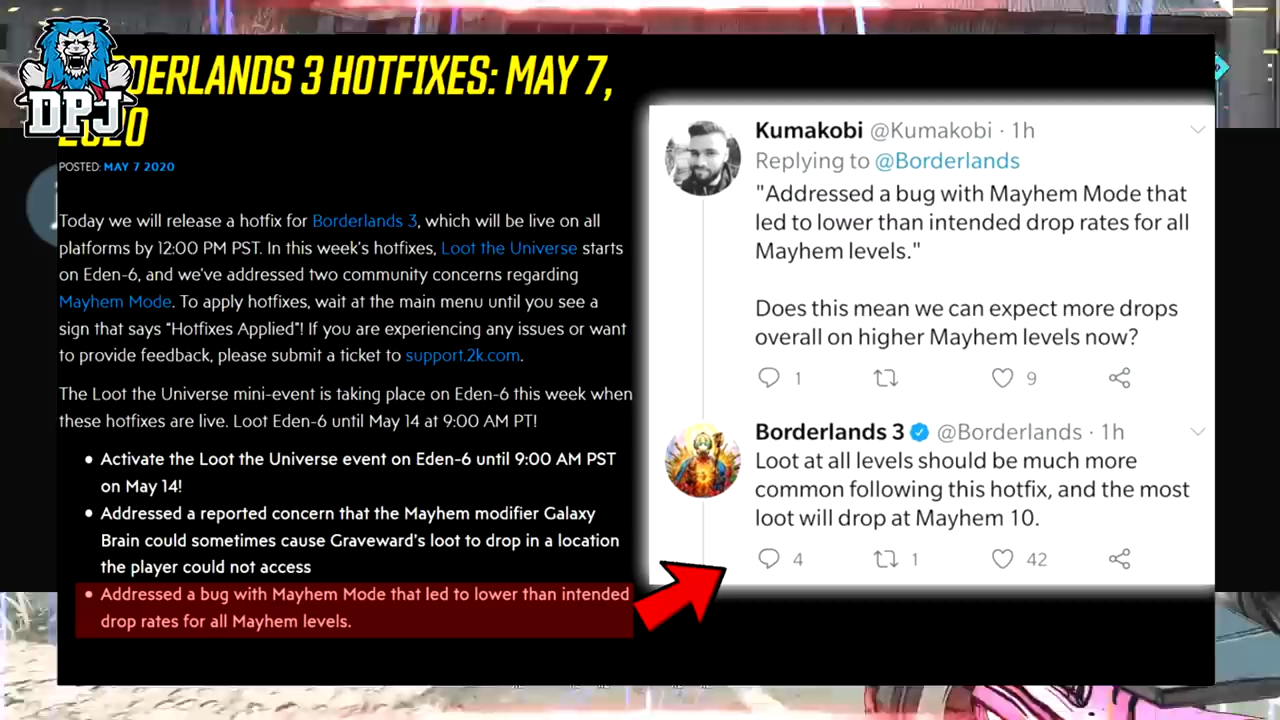 DPJ
DERLANDS 3 HOTFIXES: MAY 7,
2020
POSTED: MAY 7 2020
Today we will release a hotfix for Borderlands 3, which will be live on all
platforms by 12:00 PM PST. In this week's hotfixes, Loot the Universe starts
on Eden-6, and we've addressed two community concerns regarding
Mayhem Mode. To apply hotfixes, wait at the main menu until you see a
sign that says "Hotfixes Applied"! If you are experiencing any issues or want
to provide feedback, please submit a ticket to support.2k.com.
The Loot the Universe mini-event is taking place on Eden-6 this week when
these hotfixes are live. Loot Eden-6 until May 14 at 9:00 AM PT!
• Activate the Loot the Universe event on Eden-6 until 9:00 AM PST
on May 14!
• Addressed a reported concern that the Mayhem modifier Galaxy
Brain could sometimes cause Graveward's loot to drop in a location
the player could not access
• Addressed a bug with Mayhem Mode that led to lower than intended
drop rates for all Mayhem levels.
Kumakobi @Kumakobi · 1h
Replying to @Borderlands
"Addressed a bug with Mayhem Mode that
led to lower than intended drop rates for all
Mayhem levels."
Does this mean we can expect more drops
overall on higher Mayhem levels now?
1 9
Borderlands 3 @Borderlands · 1h
Loot at all levels should be much more
common following this hotfix, and the most
loot will drop at Mayhem 10.
4 1 42